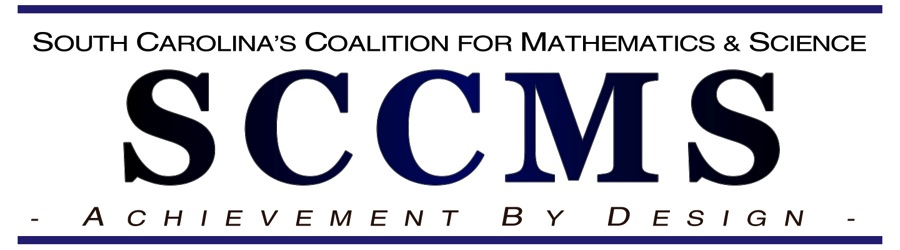 South Carolina's Coalition for Mathematics & Science
SCCMS
- Achievement By Design -